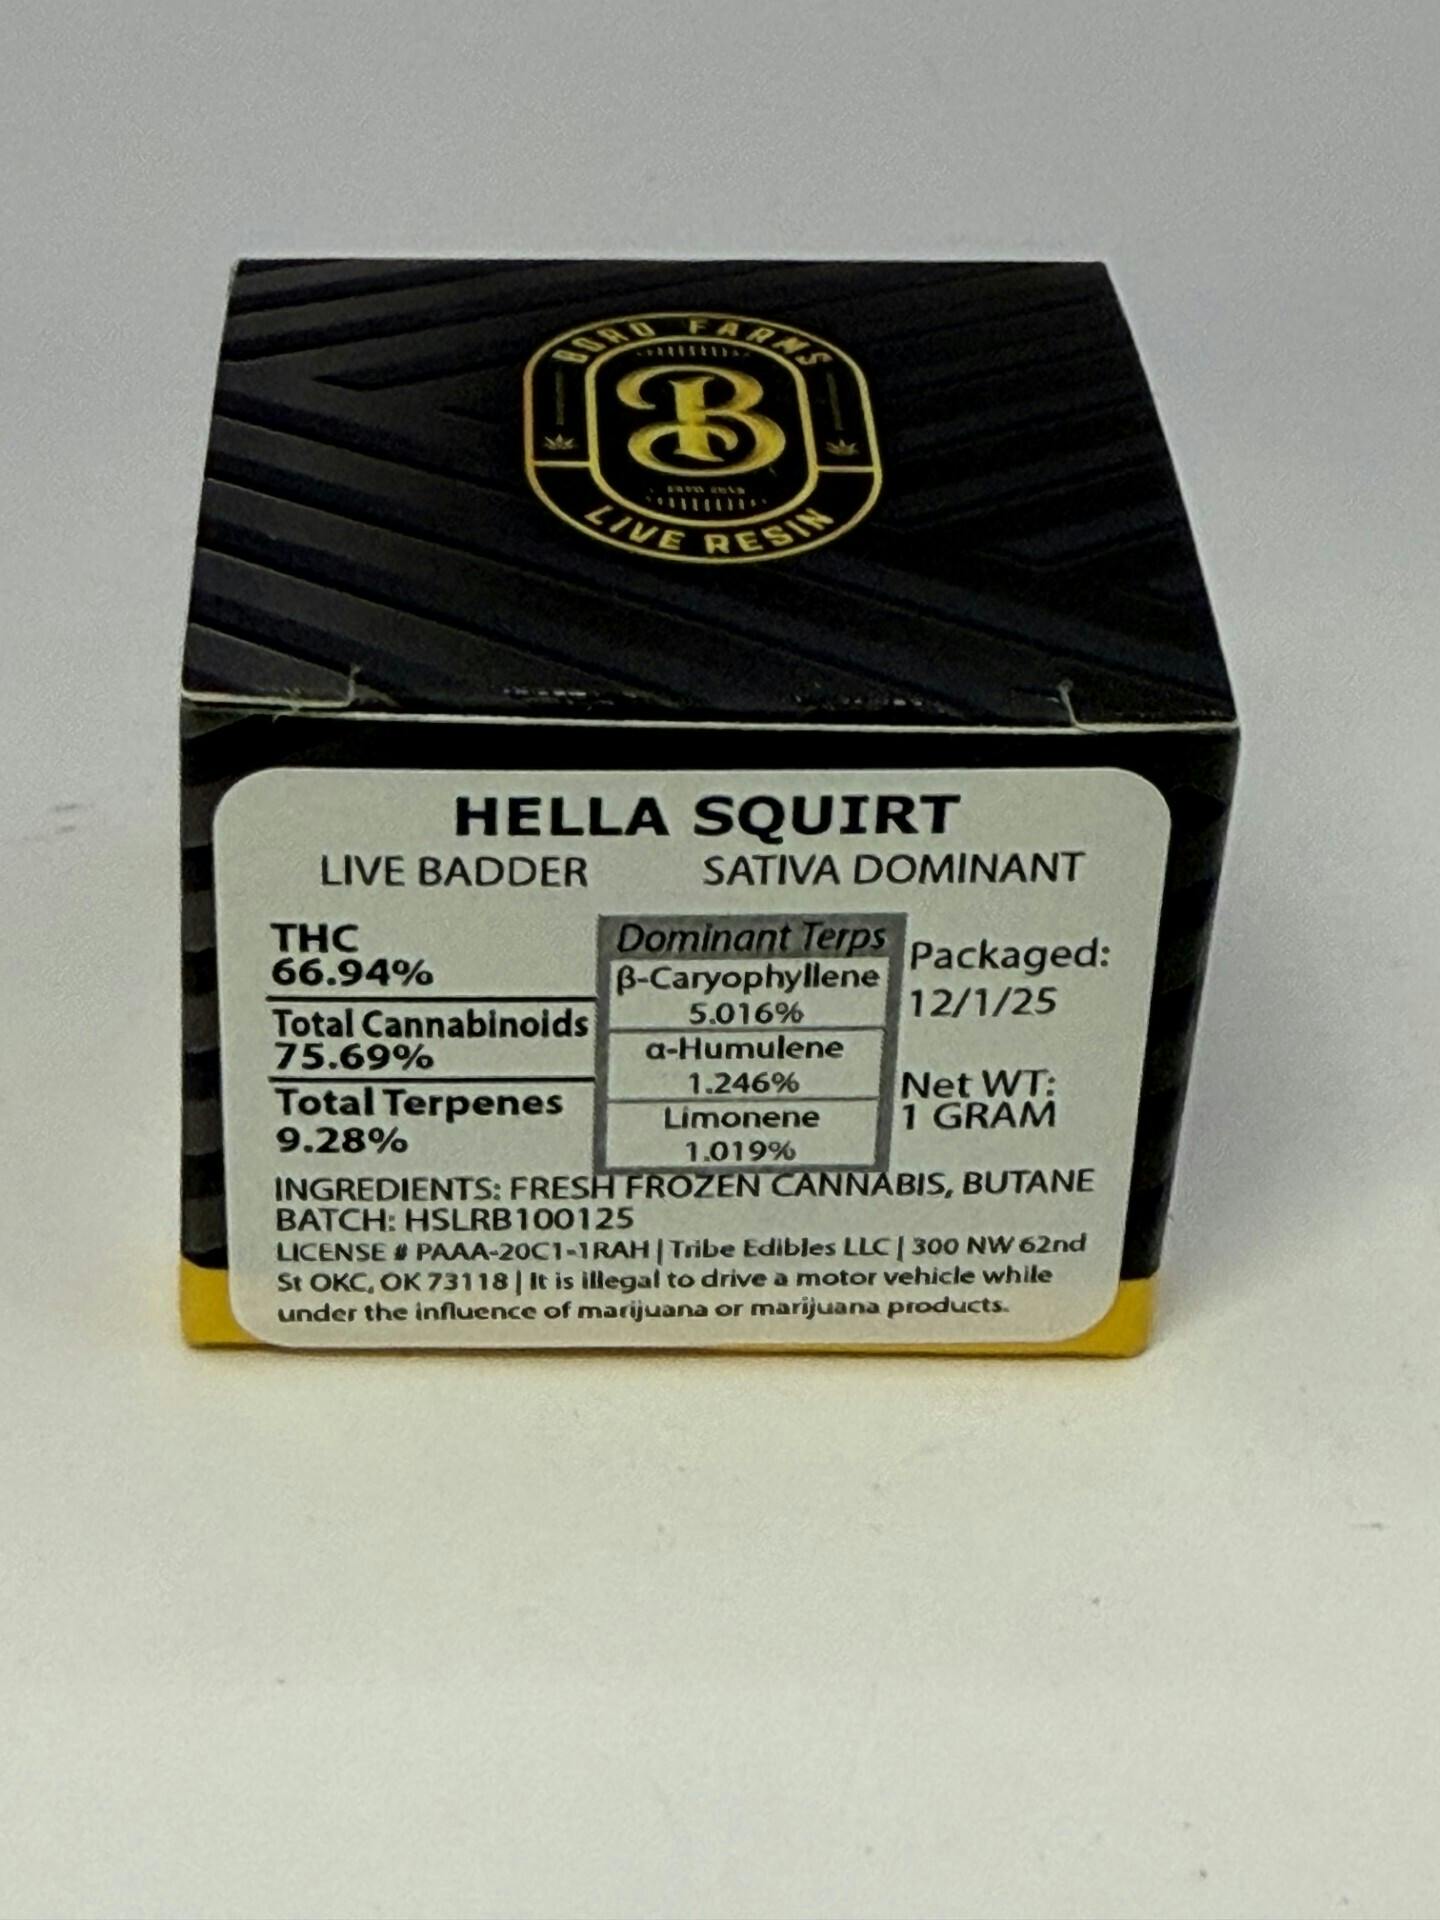 BORO FARMS
B
LIVE RESIN
HELLA SQUIRT
LIVE BADDER SATIVA DOMINANT
THC
66.94%
Total Cannabinoids
75.69%
Total Terpenes
9.28%
Dominant Terps
β-Caryophyllene
5.016%
α-Humulene
1.246%
Limonene
1.019%
Packaged:
12/1/25
Net WT:
1 GRAM
INGREDIENTS: FRESH FROZEN CANNABIS, BUTANE
BATCH: HSLRB100125
LICENSE # PAAA-20C1-1RAH | Tribe Edibles LLC | 300 NW 62nd
St OKC, OK 73118 | It is illegal to drive a motor vehicle while
under the influence of marijuana or marijuana products.